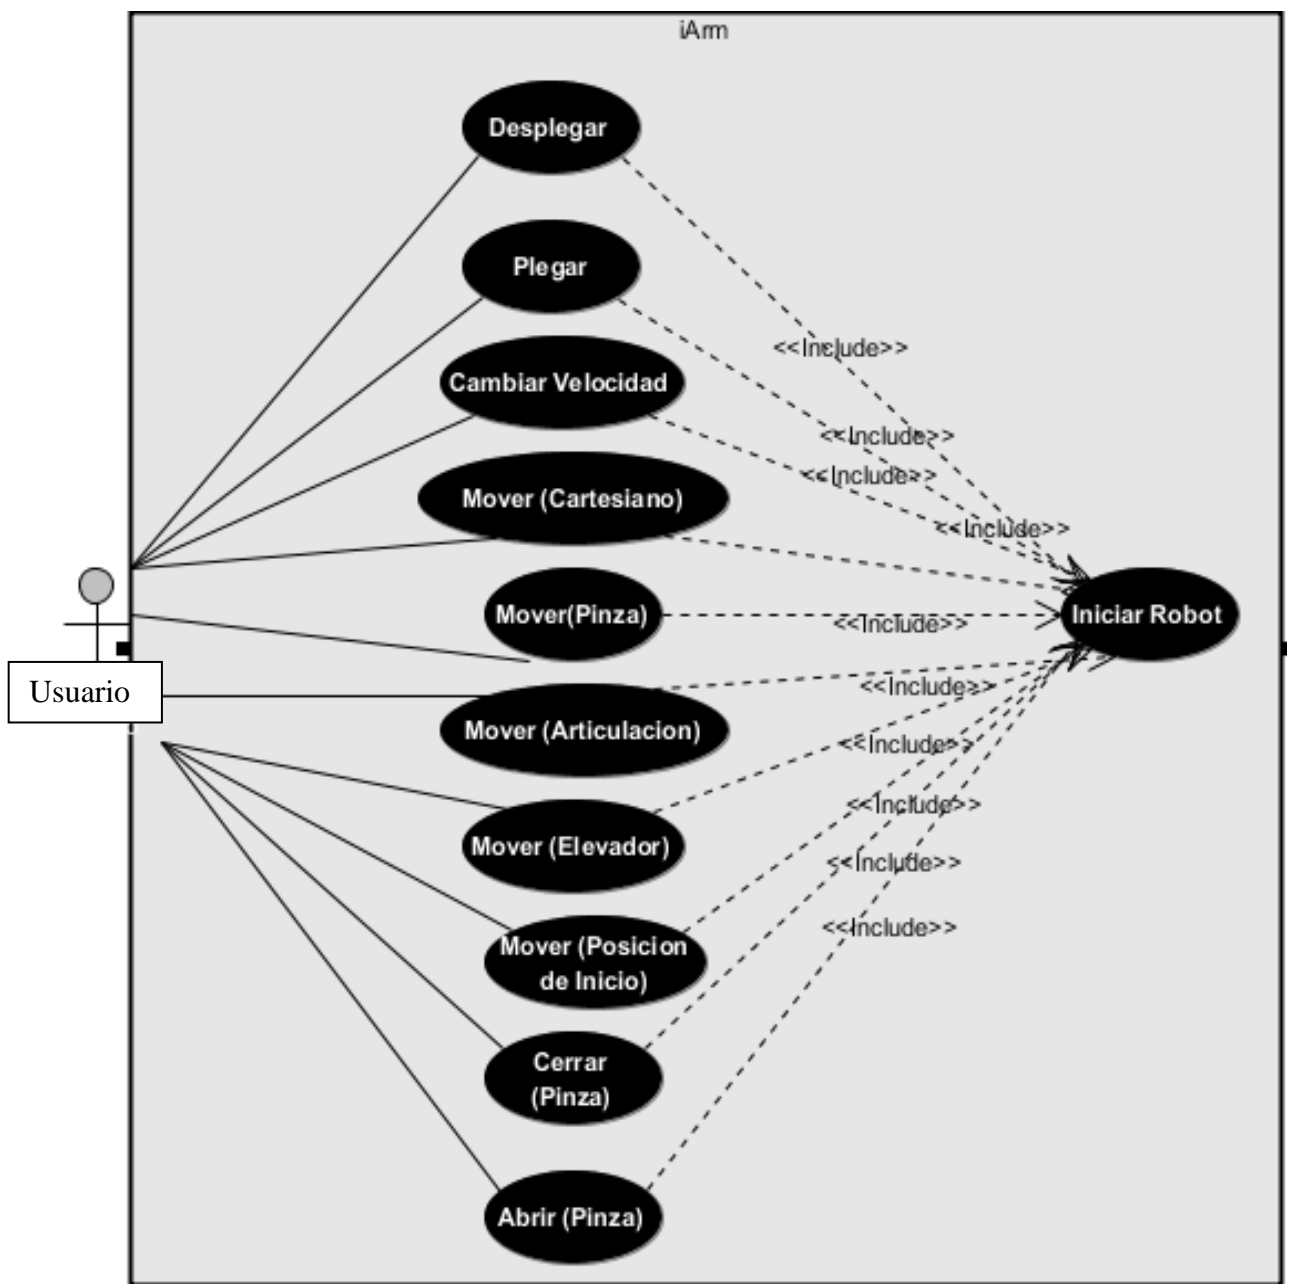 iArm
Desplegar
Plegar
<<Include>>
Cambiar Velocidad
<<Include>>
<<Include>>
Mover (Cartesiano)
<<Include>>
Mover(Pinza)
<<Include>>
Iniciar Robot
Usuario
<<Include>>
Mover (Articulacion)
<<Include>>
<<Include>>
Mover (Elevador)
<<Include>>
<<Include>>
Mover (Posicion
de Inicio)
Cerrar
(Pinza)
Abrir (Pinza)